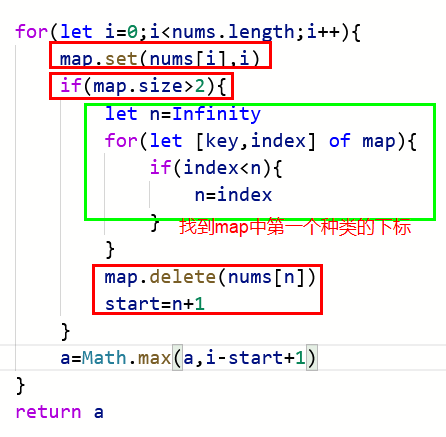 for(let i=0;i<nums.length;i++){
map.set(nums[i],i)
if(map.size>2){
let n=Infinity
for(let [key,index] of map){
if(index<n){
n=index
}
找到map中第一个种类的下标
}
map.delete(nums[n])
start=n+1
}
a=Math.max(a,i-start+1)
}
return a